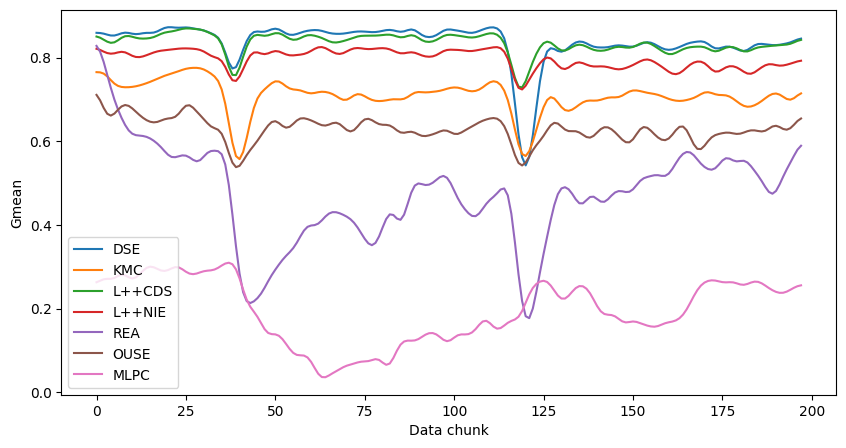 Gmean
0.8
0.6
0.4
0.2
0.0
DSE
KMC
L++CDS
L++NIE
REA
OUSE
MLPC
0
25
50
75
100
125
150
175
200
Data chunk